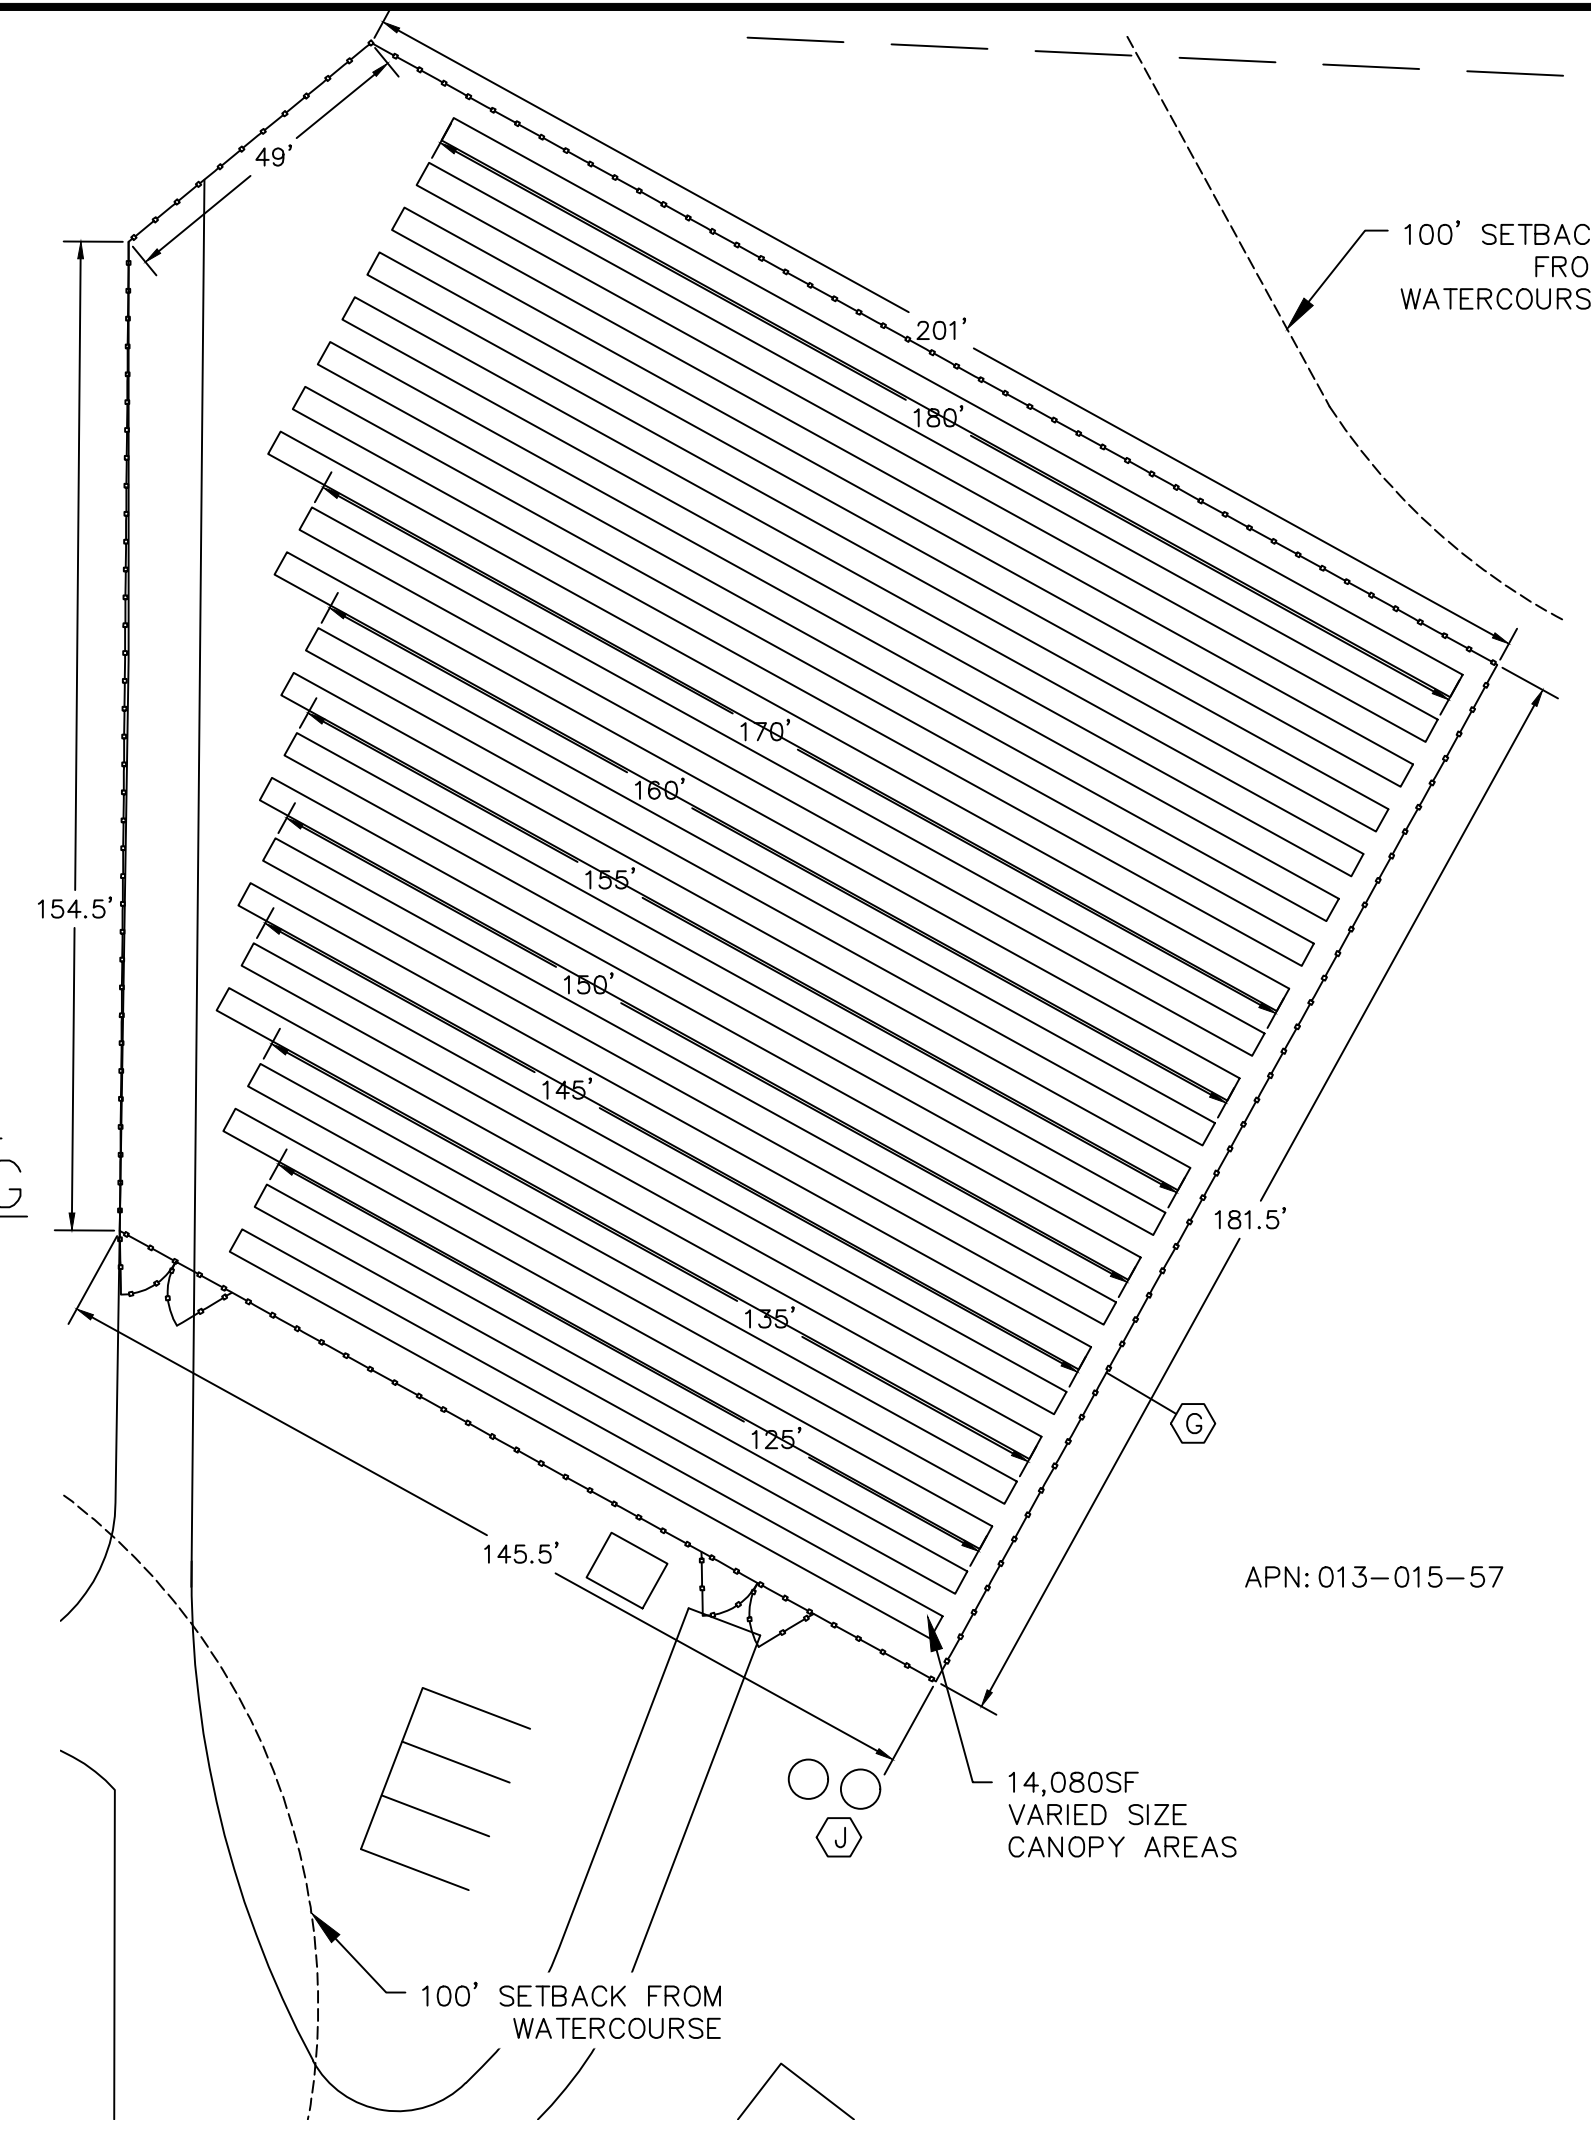 49'
100' SETBAC
FRO
WATERCOURS
201'
180'
170'
160'
155'
154.5'
150'
145'
181.5'
135'
G
125'
145.5'
APN: 013-015-57
14,080SF
VARIED SIZE
CANOPY AREAS
J
100' SETBACK FROM
WATERCOURSE